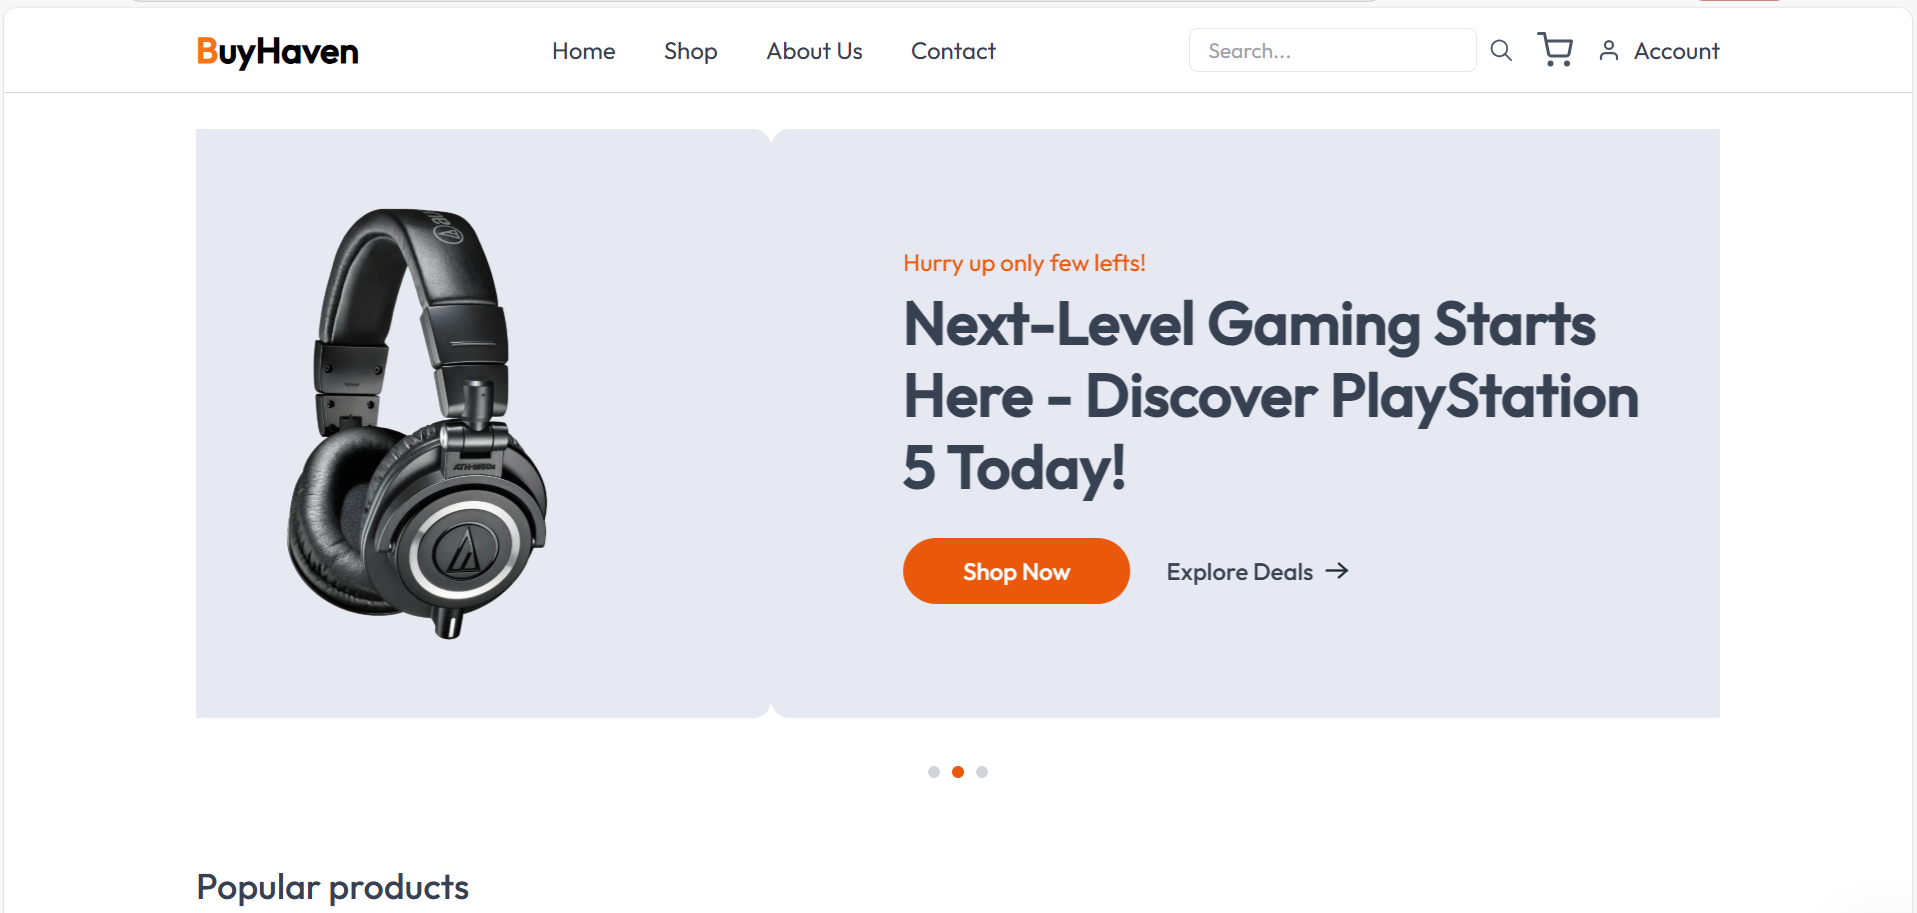 BuyHaven
Home
Shop
About Us
Contact
Search...
Account
Hurry up only few lefts!
Next-Level Gaming Starts
Here - Discover PlayStation
5 Today!
Shop Now
Explore Deals →
Popular products